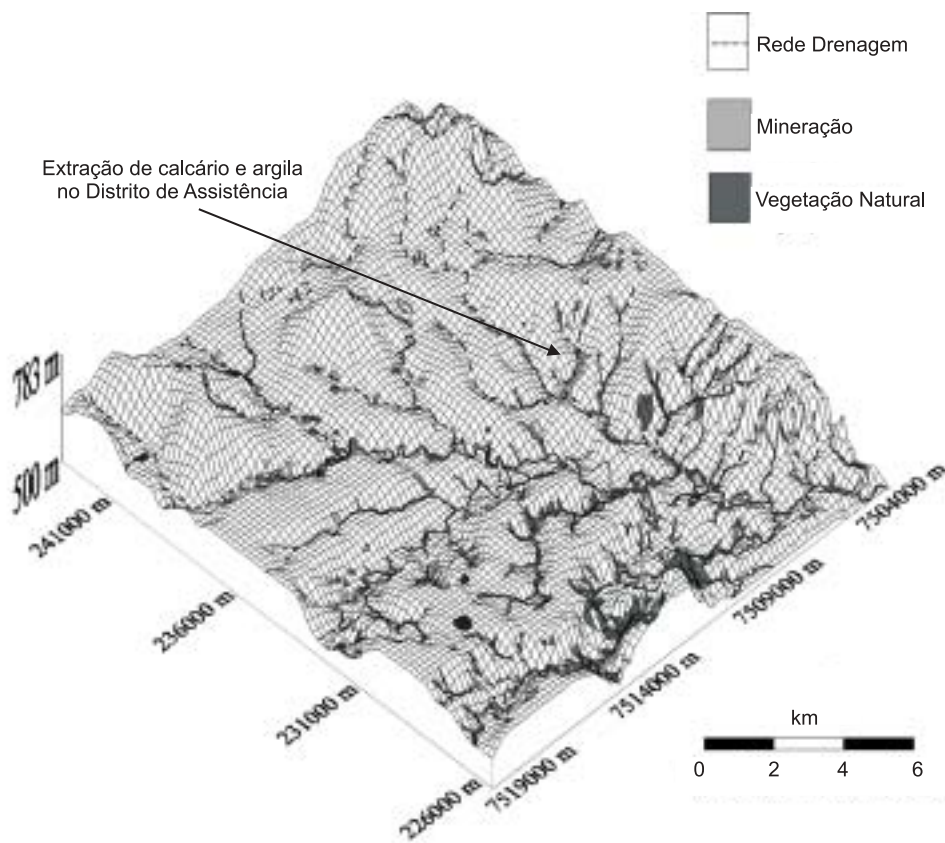 Rede Drenagem
Mineração
Vegetação Natural
Extração de calcário e argila
no Distrito de Assistência
783 m
500 m
241000 m
236000 m
231000 m
226000 m
7519000 m
7514000 m
7509000 m
7504000 m
km
0 2 4 6